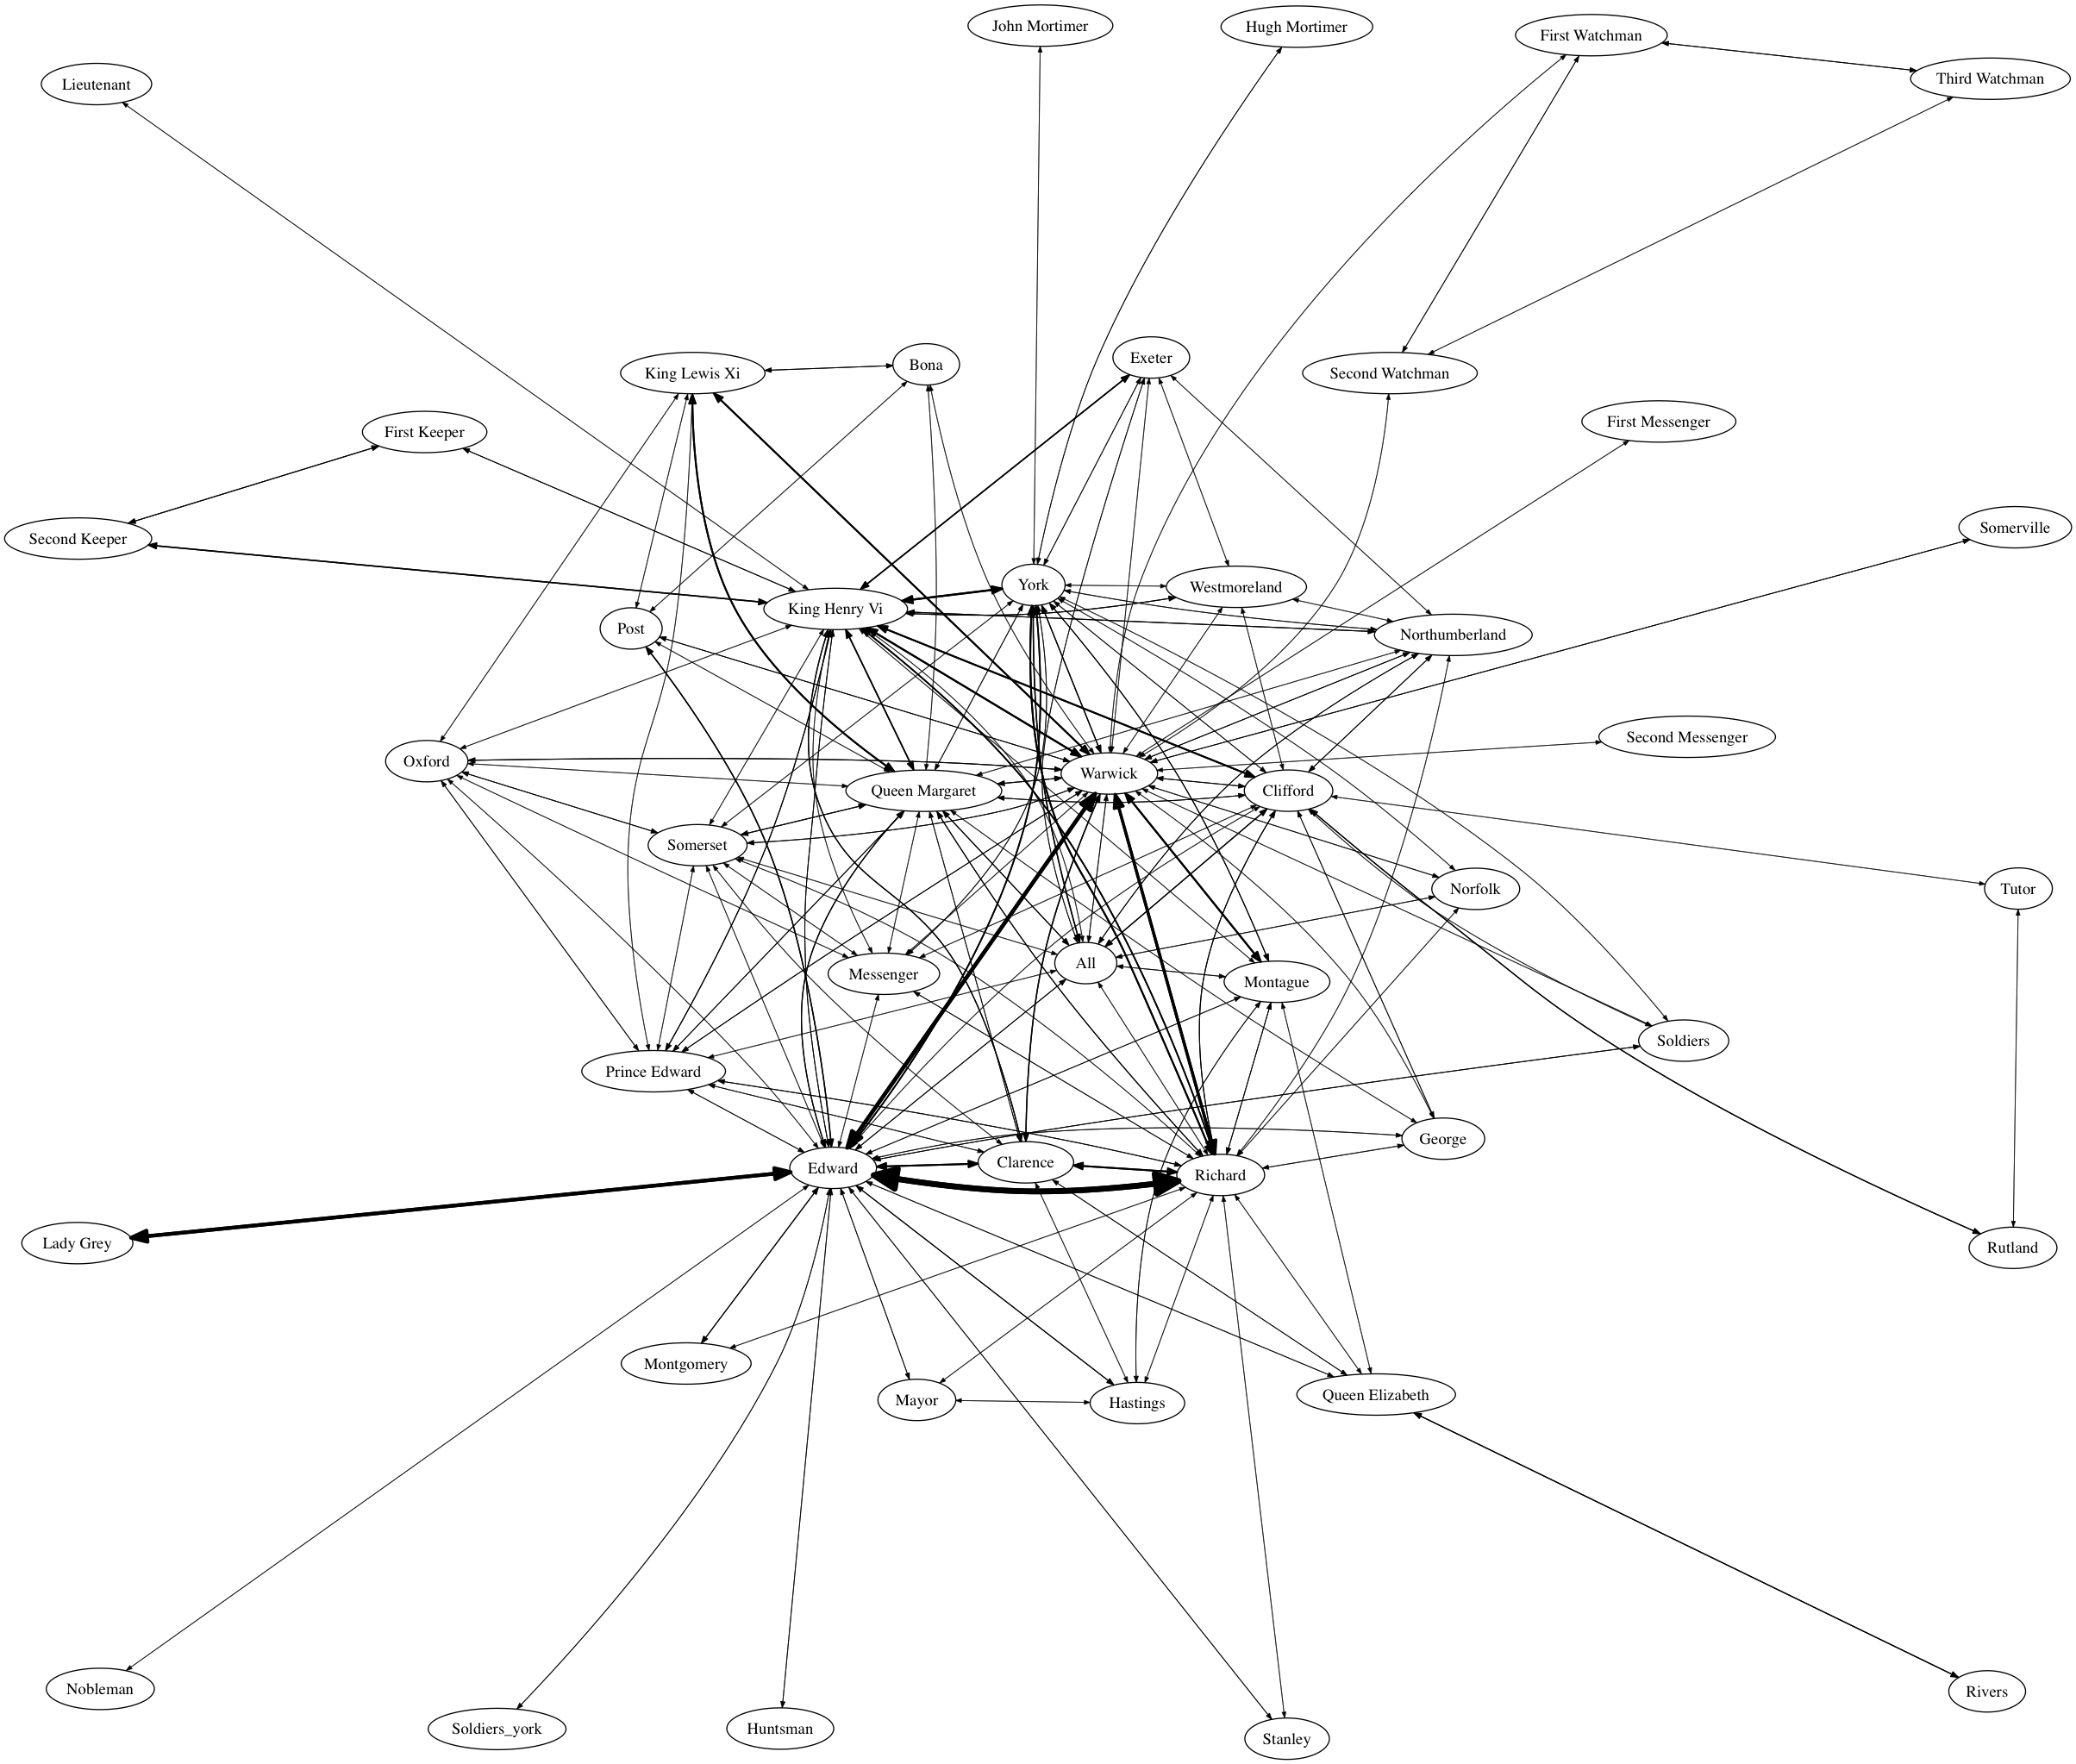 John Mortimer
Hugh Mortimer
First Watchman
Lieutenant
Third Watchman
King Lewis Xi
Bona
Exeter
Second Watchman
First Keeper
First Messenger
Second Keeper
Somerville
King Henry Vi
York
Westmoreland
Post
Northumberland
Oxford
Second Messenger
Queen Margaret
Warwick
Clifford
Somerset
Norfolk
Tutor
Messenger
All
Montague
Soldiers
Prince Edward
George
Edward
Clarence
Richard
Lady Grey
Rutland
Montgomery
Mayor
Hastings
Queen Elizabeth
Nobleman
Rivers
Soldiers_york
Huntsman
Stanley